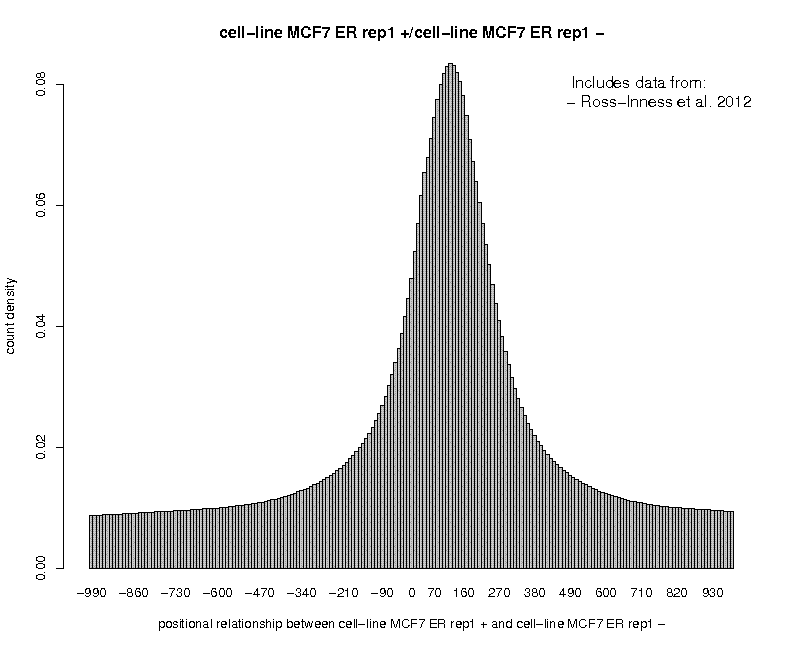 cell−line MCF7 ER rep1 +/cell−line MCF7 ER rep1 −
Includes data from:
− Ross−Inness et al. 2012
count density
0.00 0.02 0.04 0.06 0.08
−990 −860 −730 −600 −470 −340 −210 −90 0 70 160 270 380 490 600 710 820 930
positional relationship between cell−line MCF7 ER rep1 + and cell−line MCF7 ER rep1 −